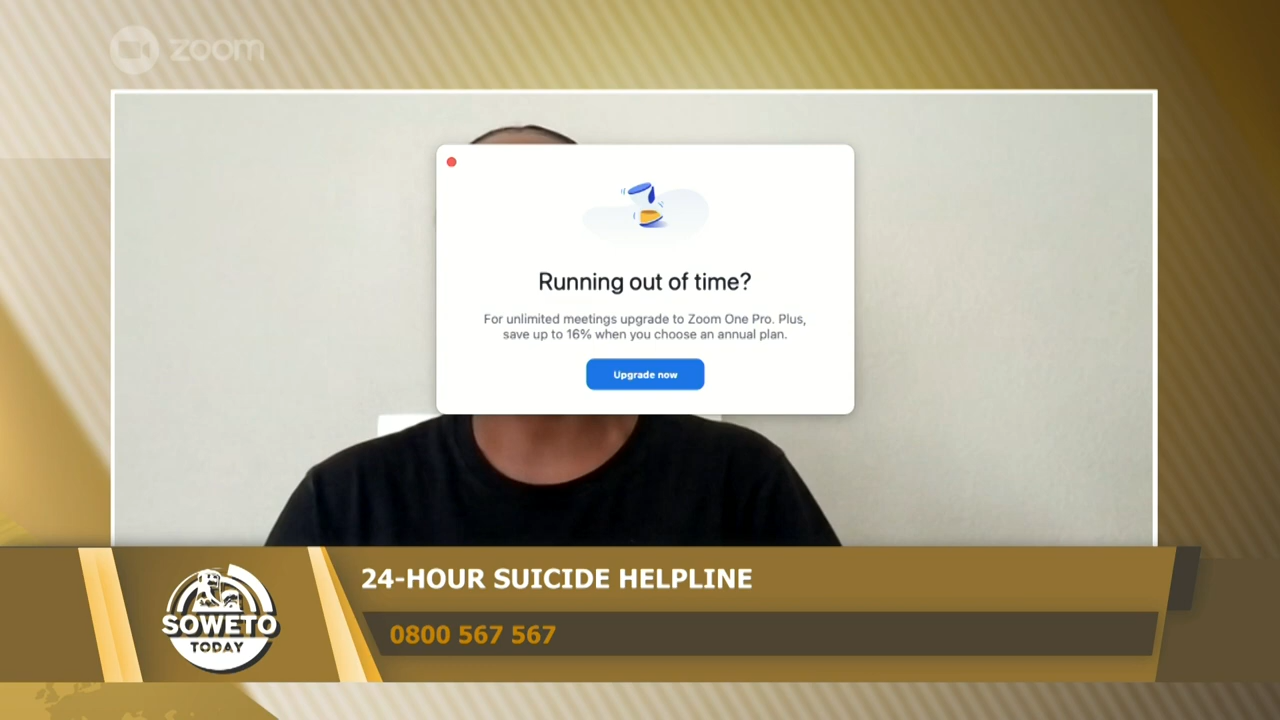 zoom
Running out of time?
For unlimited meetings upgrade to Zoom One Pro. Plus,
save up to 16% when you choose an annual plan.
Upgrade now
24-HOUR SUICIDE HELPLINE
0800 567 567
SOWETO
TODAY